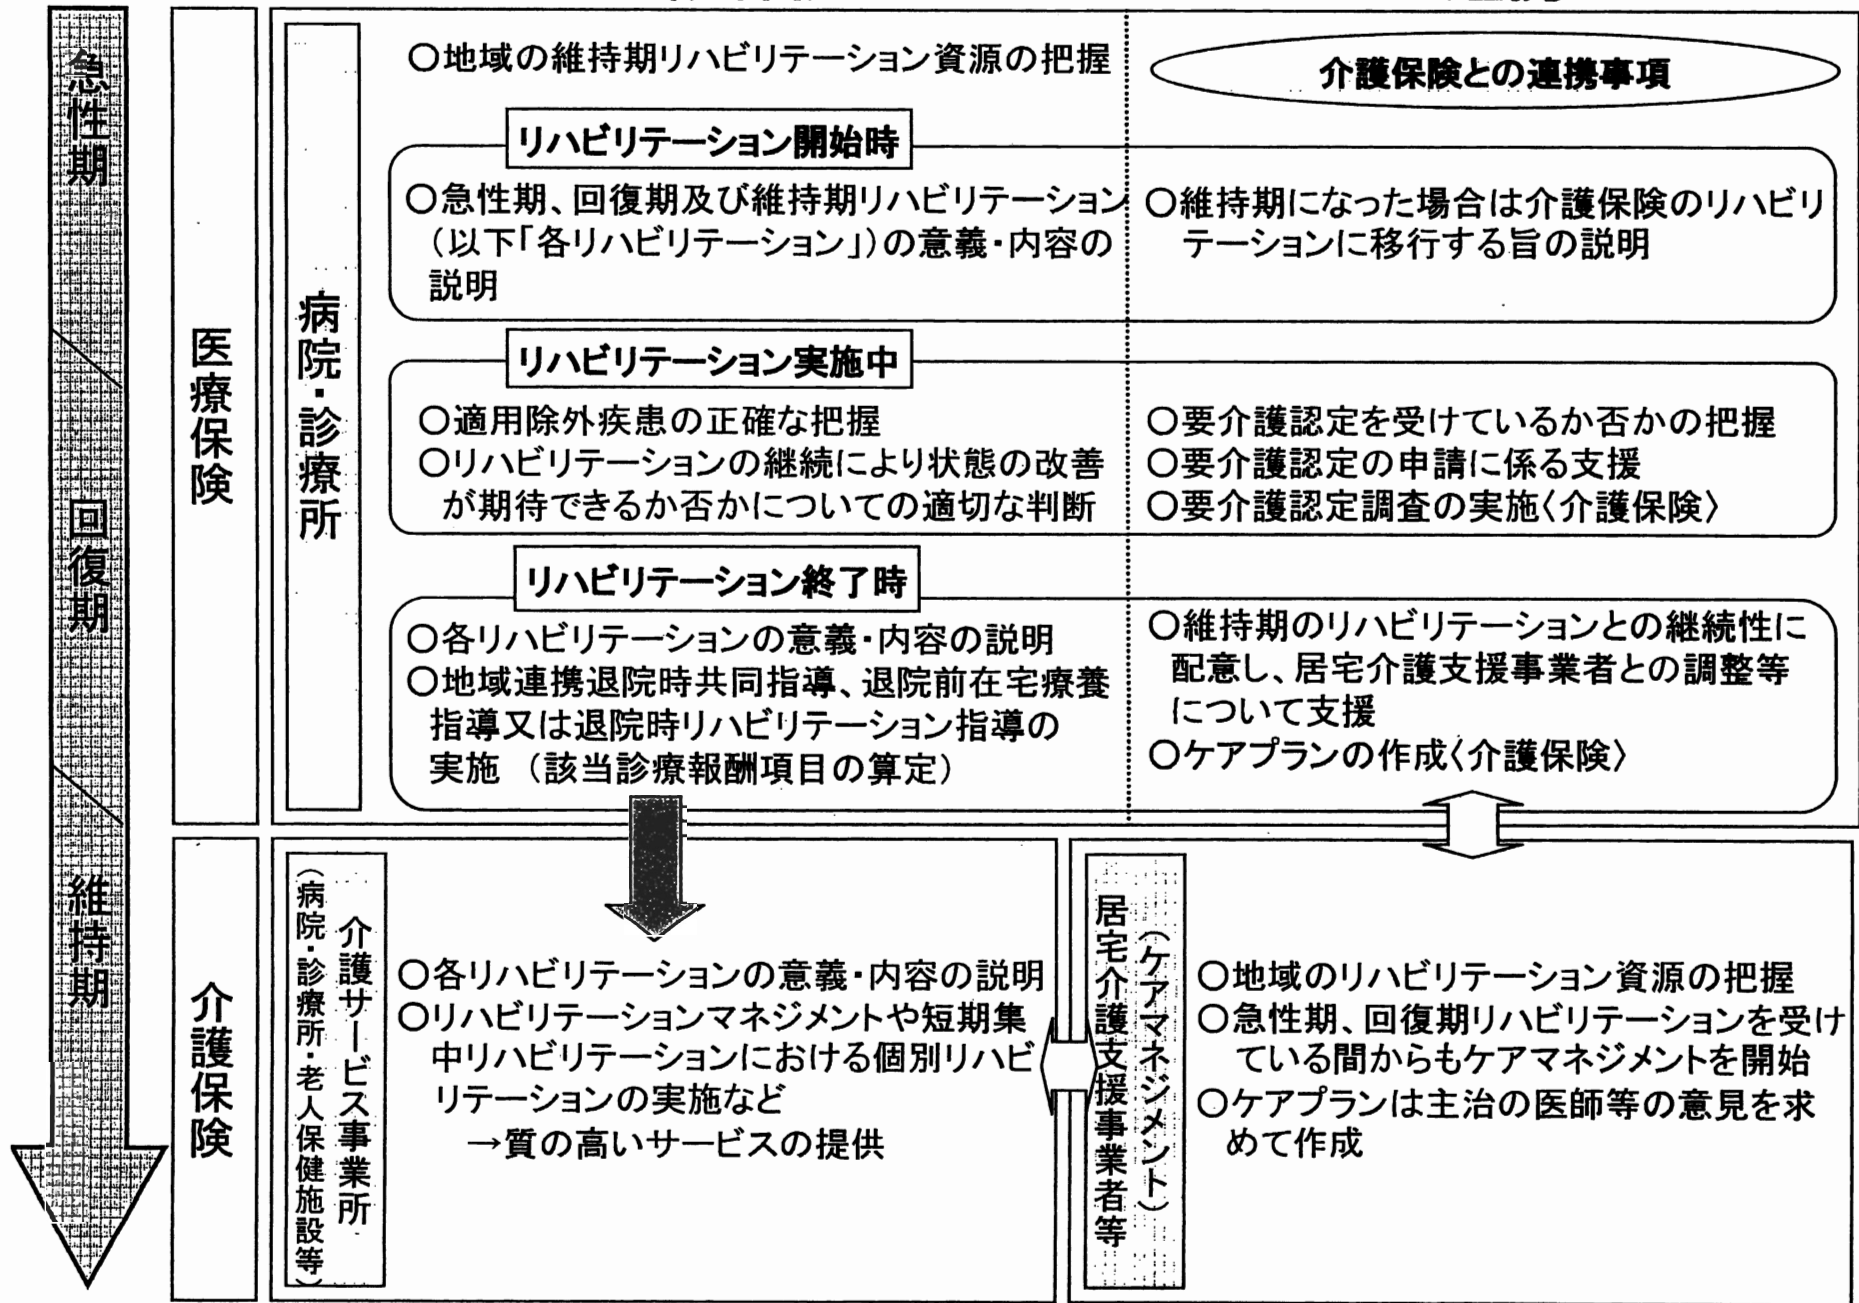 急性期
回復期
維持期
医療保険
病院・診療所
○地域の維持期リハビリテーション資源の把握
介護保険との連携事項
リハビリテーション開始時
○急性期、回復期及び維持期リハビリテーション
(以下「各リハビリテーション」)の意義・内容の
説明
○維持期になった場合は介護保険のリハビリ
テーションに移行する旨の説明
リハビリテーション実施中
○適用除外疾患の正確な把握
○リハビリテーションの継続により状態の改善
が期待できるか否かについての適切な判断
○要介護認定を受けているか否かの把握
○要介護認定の申請に係る支援
○要介護認定調査の実施〈介護保険〉
リハビリテーション終了時
○各リハビリテーションの意義・内容の説明
○地域連携退院時共同指導、退院前在宅療養
指導又は退院時リハビリテーション指導の
実施 (該当診療報酬項目の算定)
○維持期のリハビリテーションとの継続性に
配意し、居宅介護支援事業者との調整等
について支援
○ケアプランの作成〈介護保険〉
介護保険
介護サービス事業所
(病院・診療所・老人保健施設等)
○各リハビリテーションの意義・内容の説明
○リハビリテーションマネジメントや短期集
中リハビリテーションにおける個別リハビ
リテーションの実施など
→質の高いサービスの提供
(ケアマネジメント)
居宅介護支援事業者等
○地域のリハビリテーション資源の把握
○急性期、回復期リハビリテーションを受け
ている間からもケアマネジメントを開始
○ケアプランは主治の医師等の意見を求
めて作成